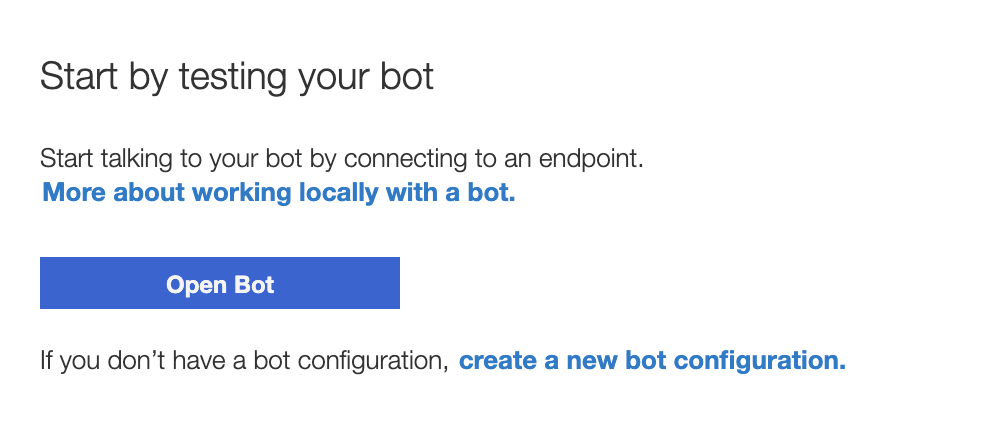 Start by testing your bot
Start talking to your bot by connecting to an endpoint.
More about working locally with a bot.
Open Bot
If you don’t have a bot configuration, create a new bot configuration.